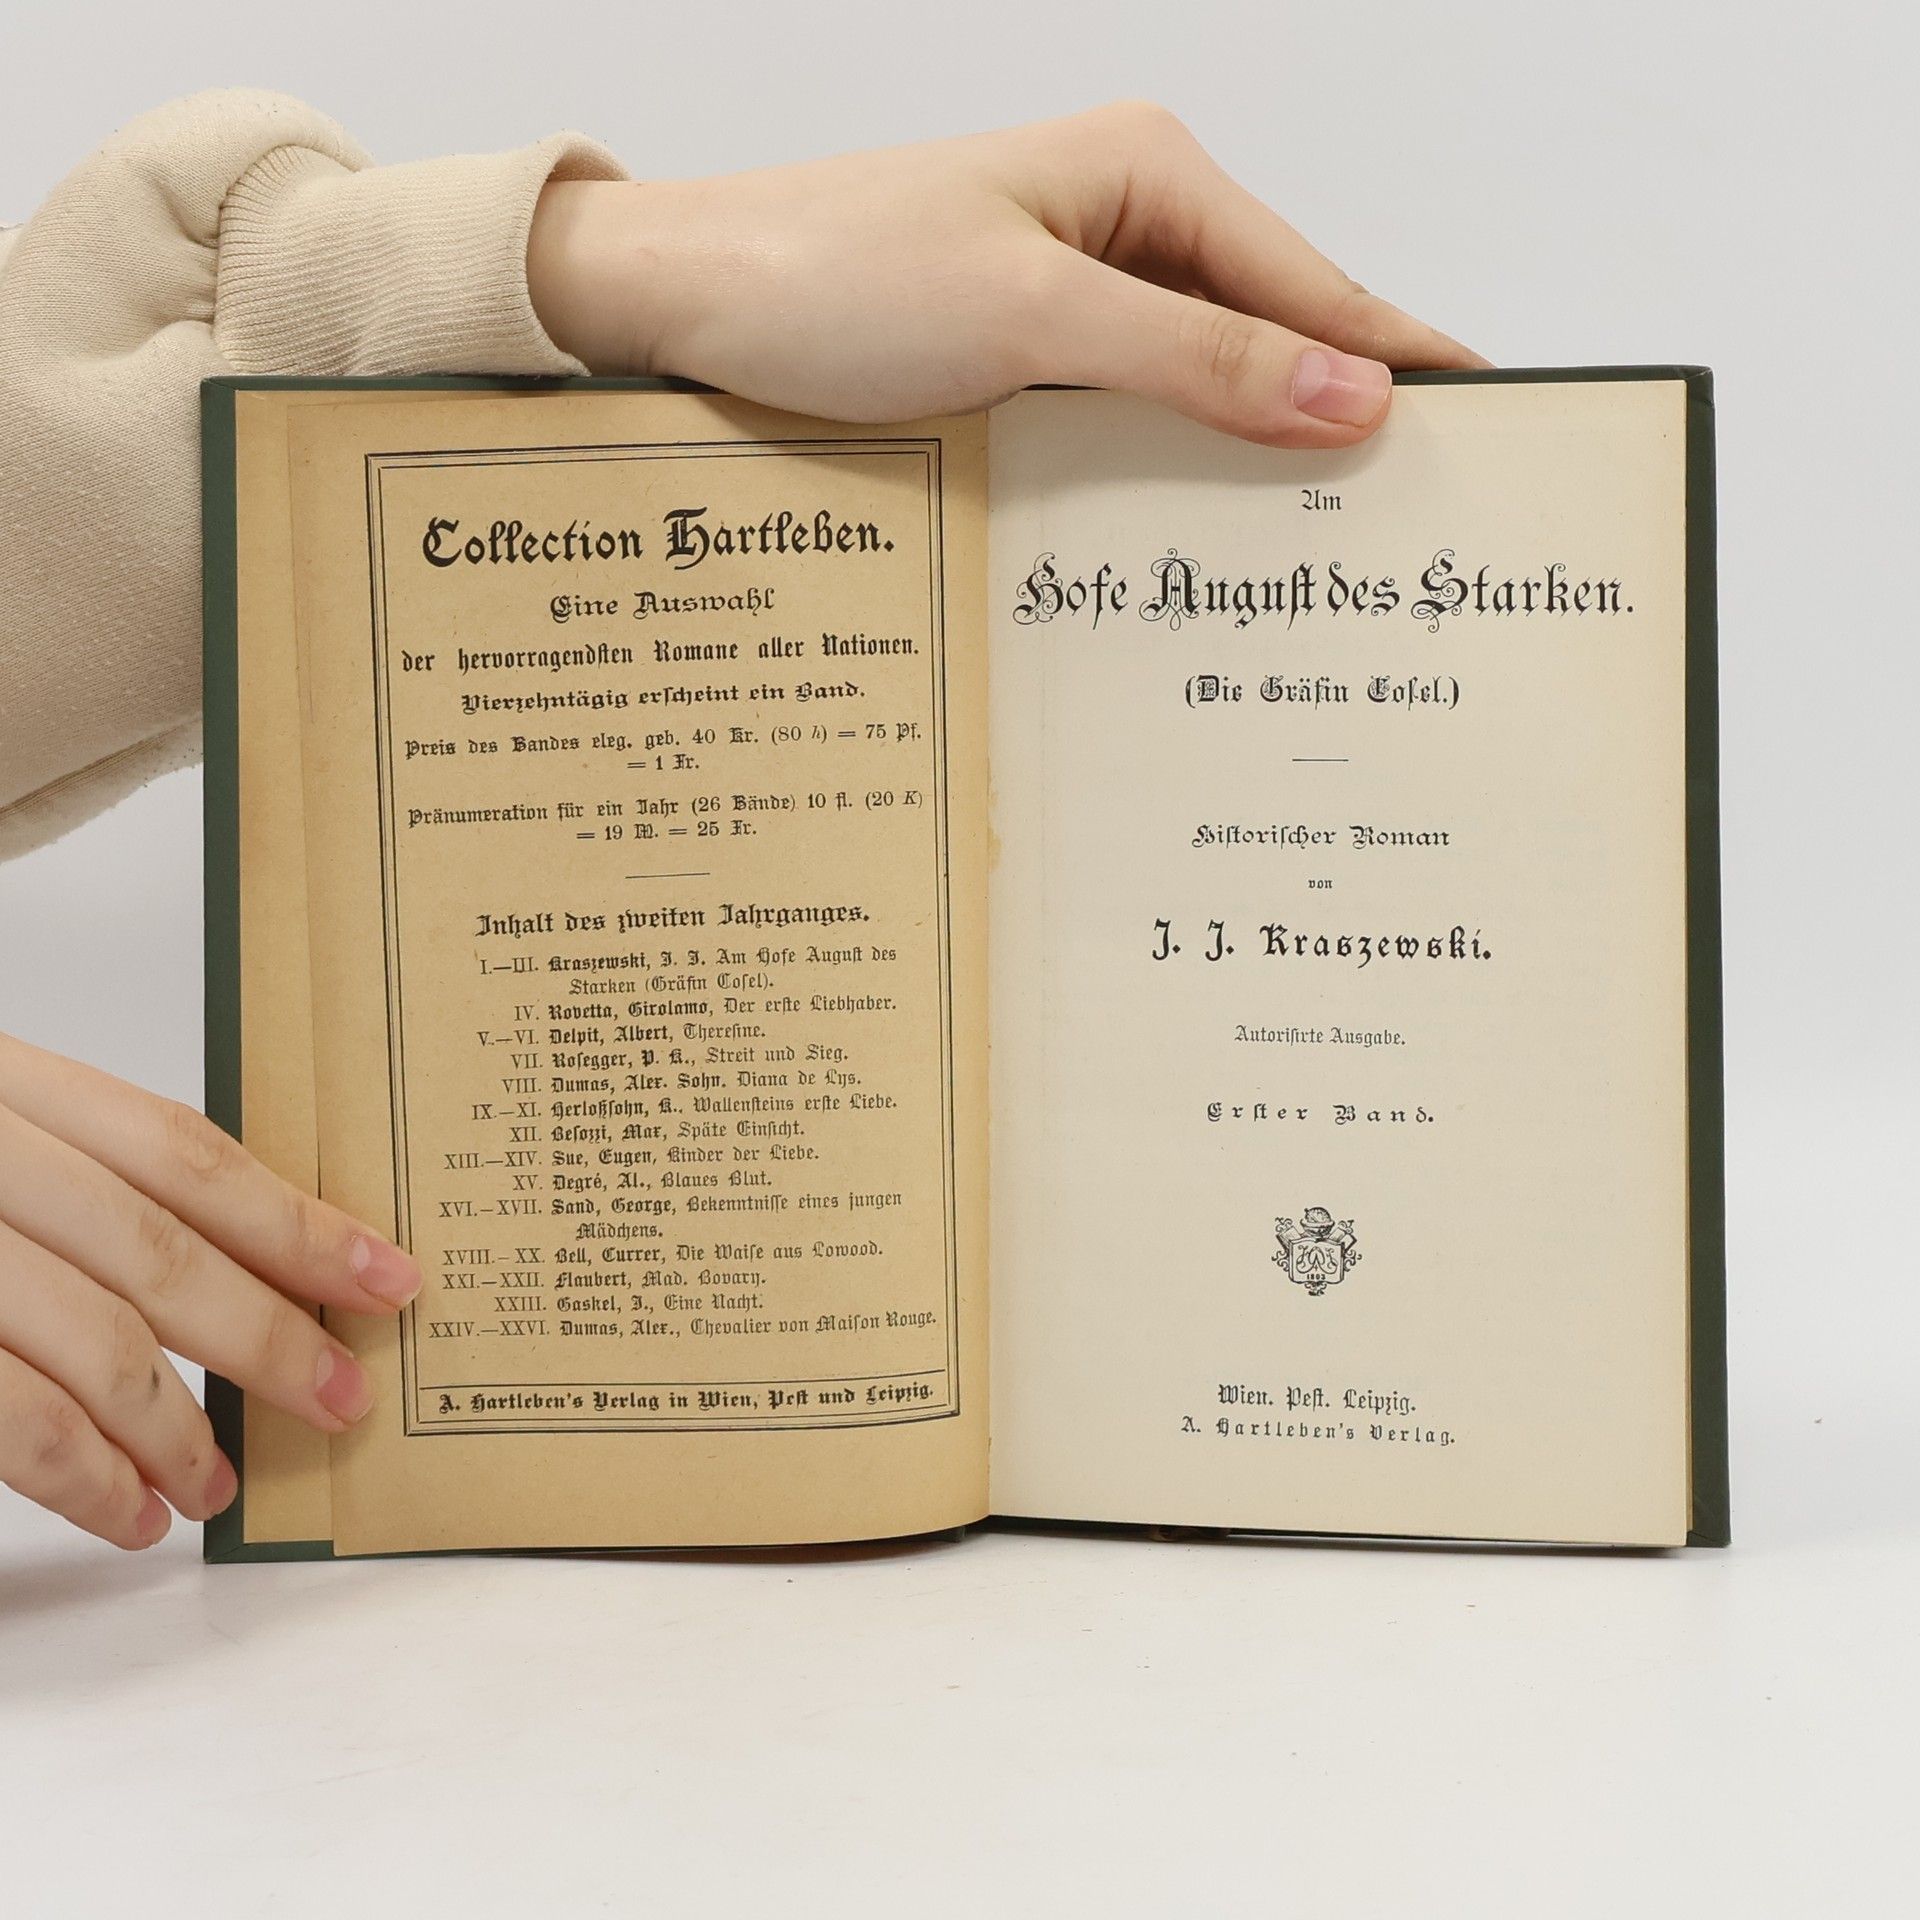 Collection Hartleben.
Eine Auswahl
der hervorragendſten Romane aller Nationen.
Vierzehntägig erſcheint ein Band.
Preis des Bandes eleg. geb. 40 Kr. (80 h) = 75 Pf.
= 1 Fr.
Pränumeration für ein Jahr (26 Bände) 10 fl. (20 K)
= 19 M. = 25 Fr.
Inhalt des zweiten Jahrganges.
I.—III. Kraszewski, J. J. Am Hofe Auguſt des
Starken (Gräfin Coſel).
IV. Rovetta, Girolamo, Der erſte Liebhaber.
V.—VI. Delpit, Albert, Thereſine.
VII. Roſegger, P. K., Streit und Sieg.
VIII. Dumas, Alex. Sohn. Diana de Lys.
IX.—XI. Herloßſohn, K., Wallenſteins erſte Liebe.
XII. Beſozzi, Max, Späte Einſicht.
XIII.—XIV. Sue, Eugen, Kinder der Liebe.
XV. Degré, Al., Blaues Blut.
XVI.—XVII. Sand, George, Bekenntniſſe eines jungen
Mädchens.
XVIII.—XX. Bell, Currer, Die Waiſe aus Lowood.
XXI.—XXII. Flaubert, Mad. Bovary.
XXIII. Gaskel, J., Eine Nacht.
XXIV.—XXVI. Dumas, Alex., Chevalier von Maiſon Rouge.
A. Hartleben's Verlag in Wien, Peſt und Leipzig.
Am
Hofe Auguſt des Starken.
(Die Gräfin Coſel.)
Hiſtoriſcher Roman
von
J. J. Kraszewski.
Autoriſirte Ausgabe.
Erſter Band.
1803
Wien. Peſt. Leipzig.
A. Hartleben's Verlag.